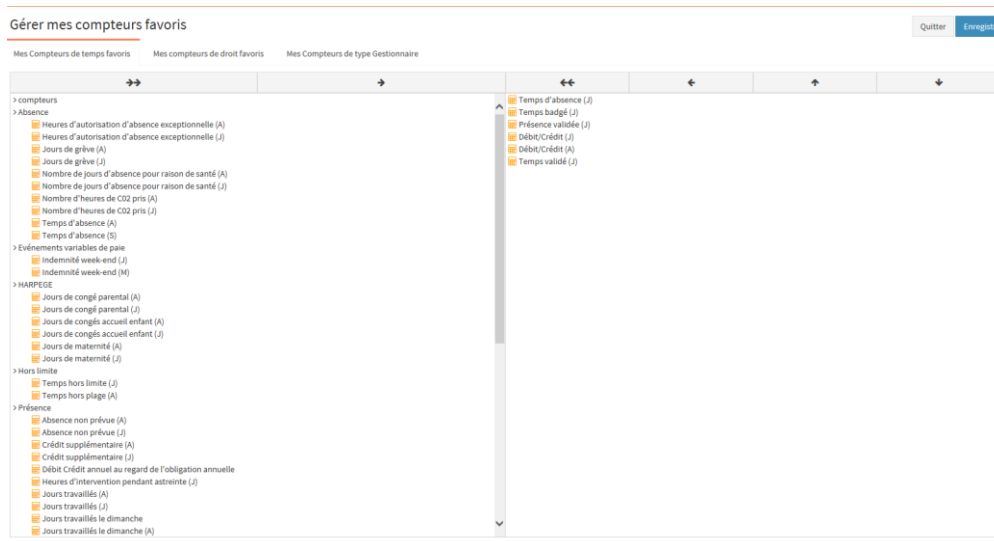 Gérer mes compteurs favoris
Quitter
Enregist
Mes Compteurs de temps favoris
Mes compteurs de droit favoris
Mes Compteurs de type Gestionnaire
> compteurs
> Absence
Heures d'autorisation d'absence exceptionnelle (A)
Heures d'autorisation d'absence exceptionnelle (J)
Jours de grève (A)
Jours de grève (J)
Nombre de jours d'absence pour raison de santé (A)
Nombre de jours d'absence pour raison de santé (J)
Nombre d'heures de C02 pris (A)
Nombre d'heures de C02 pris (J)
Temps d'absence (A)
Temps d'absence (S)
> Evénements variables de paie
Indemnité week-end (J)
Indemnité week-end (M)
> HARPEGE
Jours de congé parental (A)
Jours de congé parental (J)
Jours de congés accueil enfant (A)
Jours de congés accueil enfant (J)
Jours de maternité (A)
Jours de maternité (J)
> Hors limite
Temps hors limite (J)
Temps hors plage (A)
> Présence
Absence non prévue (A)
Absence non prévue (J)
Crédit supplémentaire (A)
Crédit supplémentaire (J)
Débit Crédit annuel au regard de l'obligation annuelle
Heures d'intervention pendant astreinte (J)
Jours travaillés (A)
Jours travaillés (J)
Jours travaillés le dimanche
Jours travaillés le dimanche (A)
Temps d'absence (J)
Temps badgé (J)
Présence validée (J)
Débit/Crédit (J)
Débit/Crédit (A)
Temps validé (J)